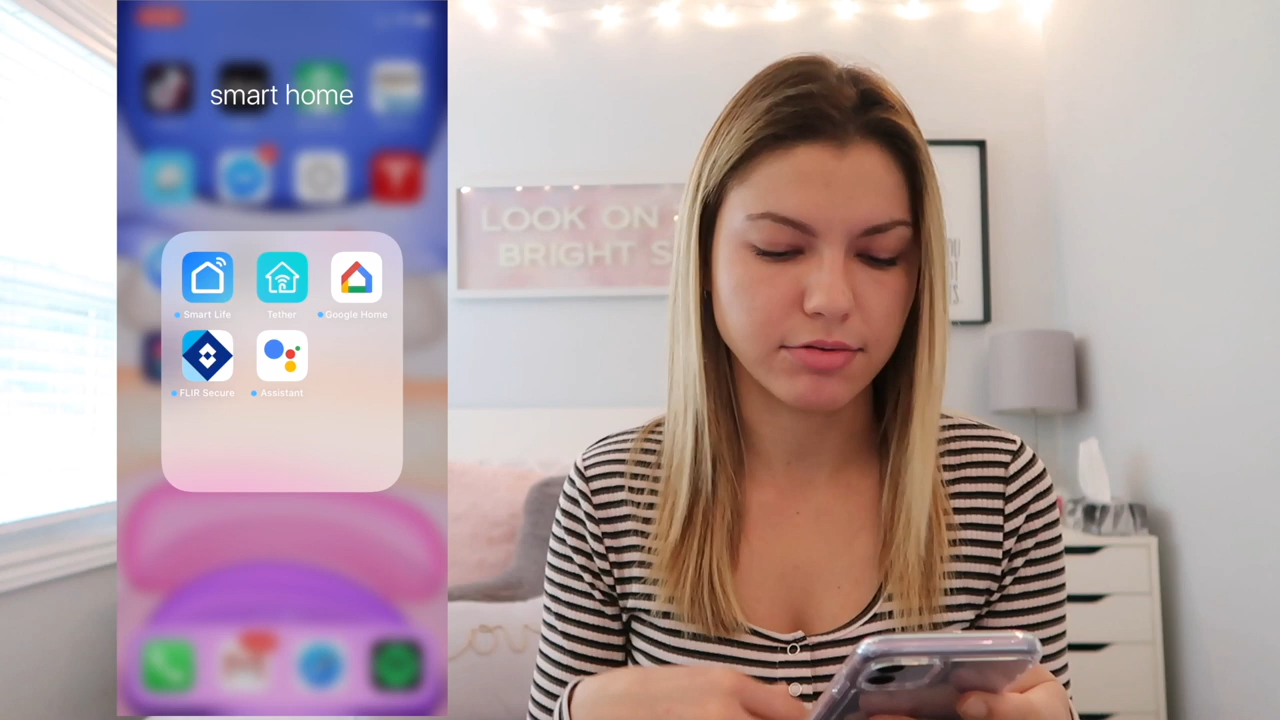 smart home
Smart Life
Tether
Google Home
FLIR Secure
Assistant
LOOK ON
BRIGHT S